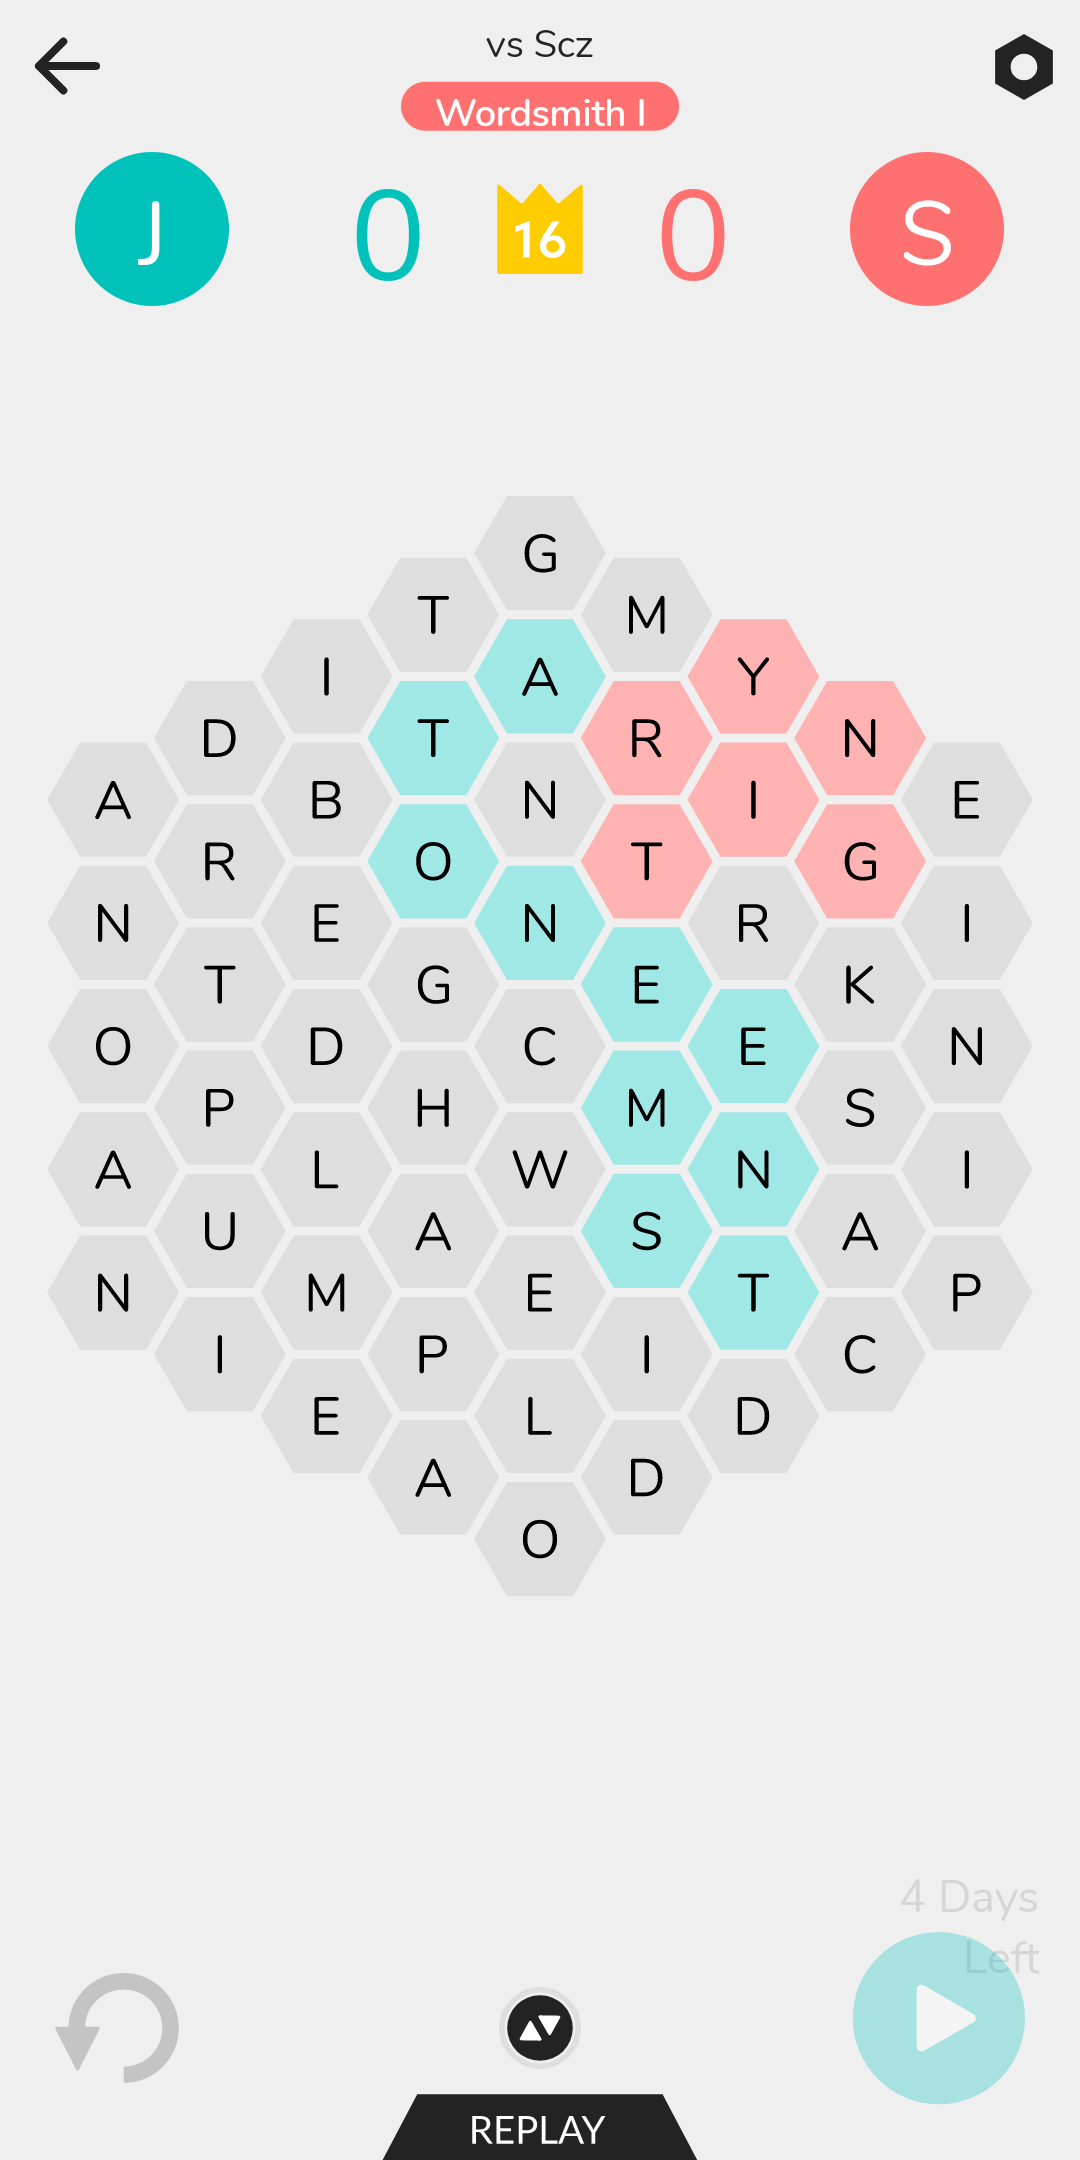 vs Scz
Wordsmith I
J 0 16 0 S
G
T M
I A Y
D T R N
A B N I E
R O T G
N E N R I
T G E K
O D C E N
P H M S
A L W N I
U A S A
N M E T P
I P I C
E L D
A D
O
4 Days
Left
REPLAY